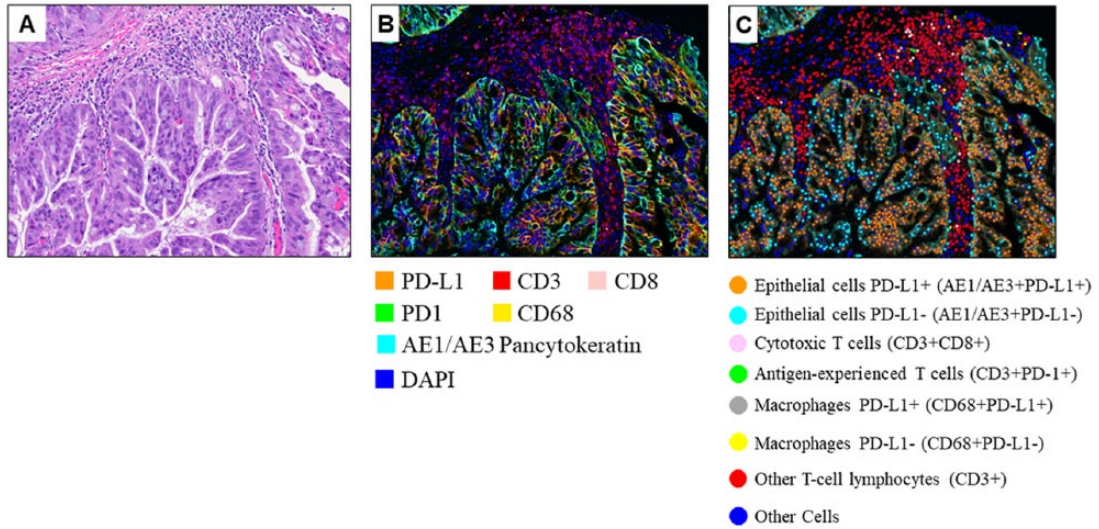 A
B
C
PD-L1 CD3 CD8
PD1 CD68
AE1/AE3 Pancytokeratin
DAPI
Epithelial cells PD-L1+ (AE1/AE3+PD-L1+)
Epithelial cells PD-L1- (AE1/AE3+PD-L1-)
Cytotoxic T cells (CD3+CD8+)
Antigen-experienced T cells (CD3+PD-1+)
Macrophages PD-L1+ (CD68+PD-L1+)
Macrophages PD-L1- (CD68+PD-L1-)
Other T-cell lymphocytes (CD3+)
Other Cells